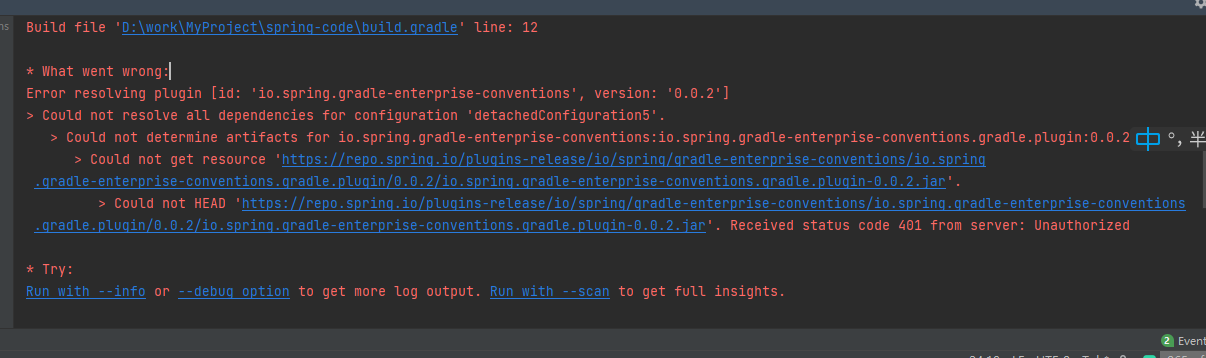 ns
Build file 'D:\work\MyProject\spring-code\build.gradle' line: 12
* What went wrong:
Error resolving plugin [id: 'io.spring.gradle-enterprise-conventions', version: '0.0.2']
> Could not resolve all dependencies for configuration 'detachedConfiguration5'.
> Could not determine artifacts for io.spring.gradle-enterprise-conventions:io.spring.gradle-enterprise-conventions.gradle.plugin:0.0.2
中 °, 半
> Could not get resource 'https://repo.spring.io/plugins-release/io/spring/gradle-enterprise-conventions/io.spring
.gradle-enterprise-conventions.gradle.plugin/0.0.2/io.spring.gradle-enterprise-conventions.gradle.plugin-0.0.2.jar'.
> Could not HEAD 'https://repo.spring.io/plugins-release/io/spring/gradle-enterprise-conventions/io.spring.gradle-enterprise-conventions
.gradle.plugin/0.0.2/io.spring.gradle-enterprise-conventions.gradle.plugin-0.0.2.jar'. Received status code 401 from server: Unauthorized
* Try:
Run with --info or --debug option to get more log output. Run with --scan to get full insights.
2 Event